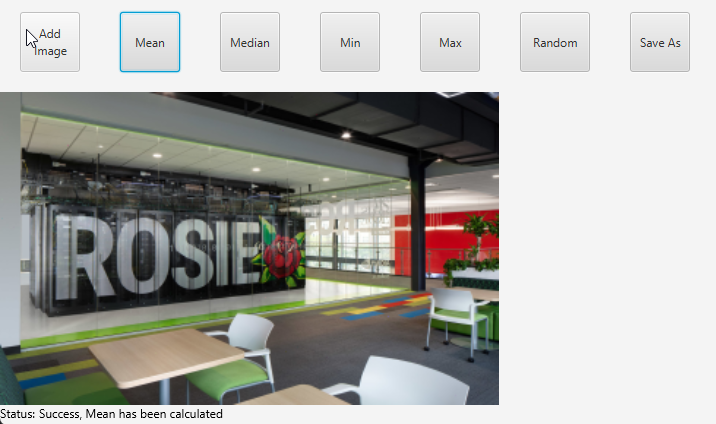 Add Image
Mean
Median
Min
Max
Random
Save As
ROSIE
Status: Success, Mean has been calculated